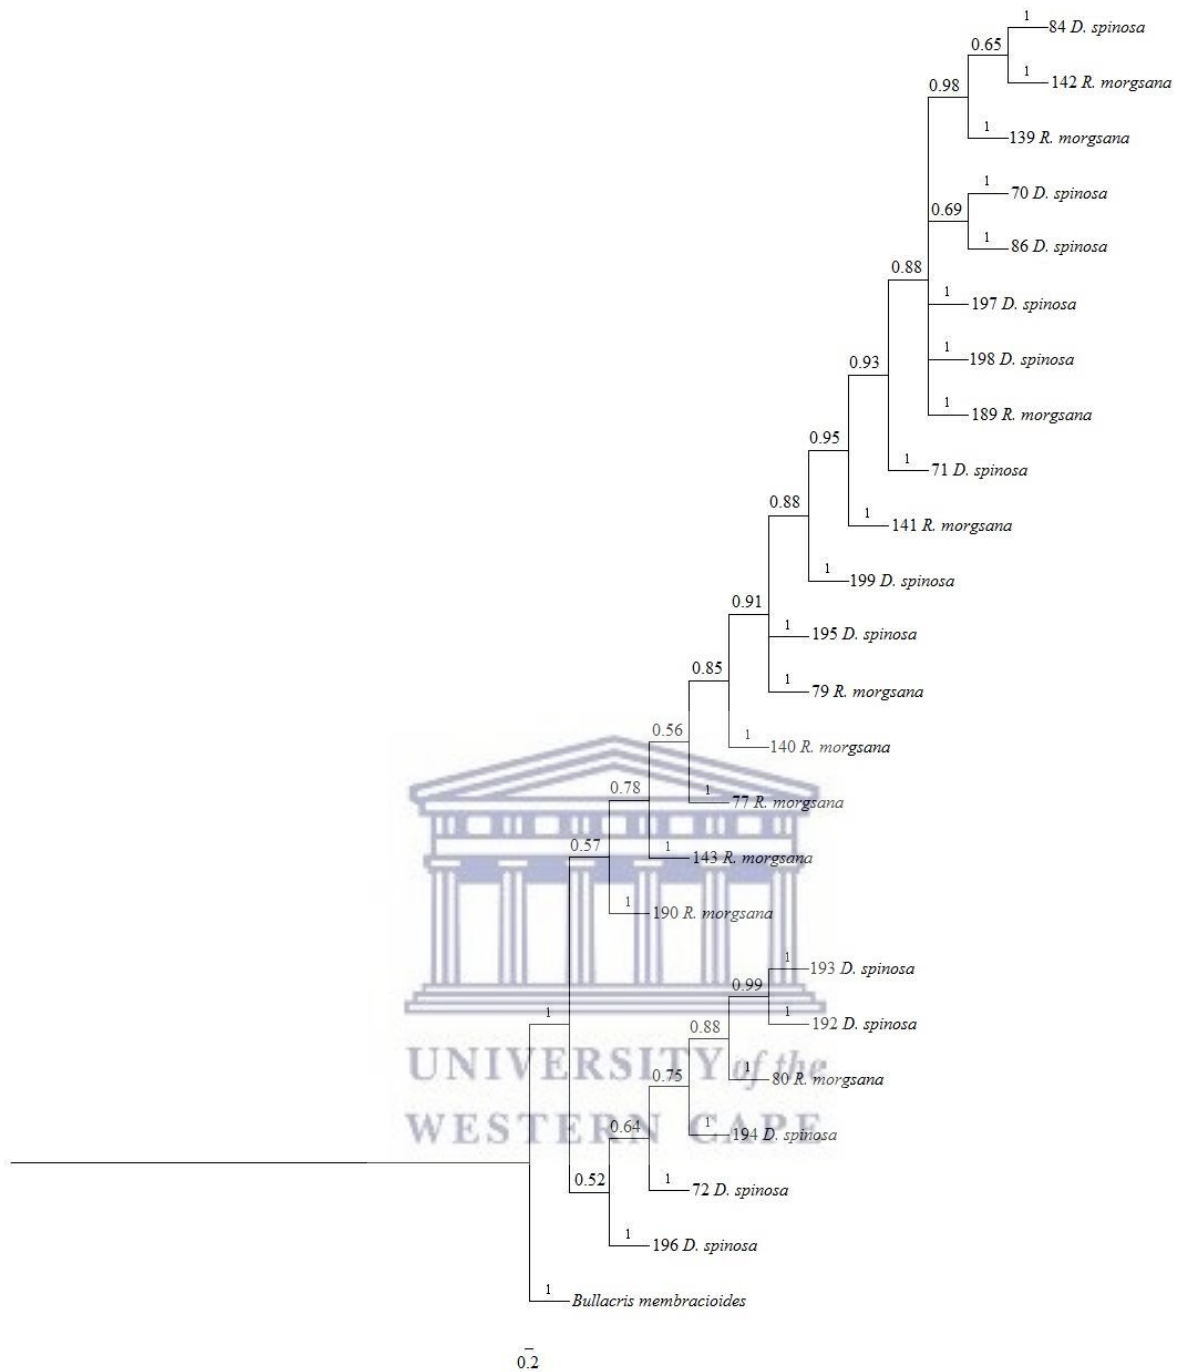 1
84 D. spinosa
0.65
1
142 R. morgsana
0.98
1
139 R. morgsana
1
70 D. spinosa
0.69
1
86 D. spinosa
0.88
1
197 D. spinosa
1
198 D. spinosa
0.93
1
189 R. morgsana
0.95
1
71 D. spinosa
0.88
1
141 R. morgsana
1
199 D. spinosa
0.91
1
195 D. spinosa
0.85
1
79 R. morgsana
0.56
1
140 R. morgsana
0.78
1
77 R. morgsana
0.57
1
143 R. morgsana
1
190 R. morgsana
1
193 D. spinosa
0.99
1
1
192 D. spinosa
0.88
UNIVERSITY of the
1
80 R. morgsana
0.75
WESTERN CAPE
0.64
1
194 D. spinosa
0.52
1
72 D. spinosa
1
196 D. spinosa
1
Bullacris membracioides
0.2